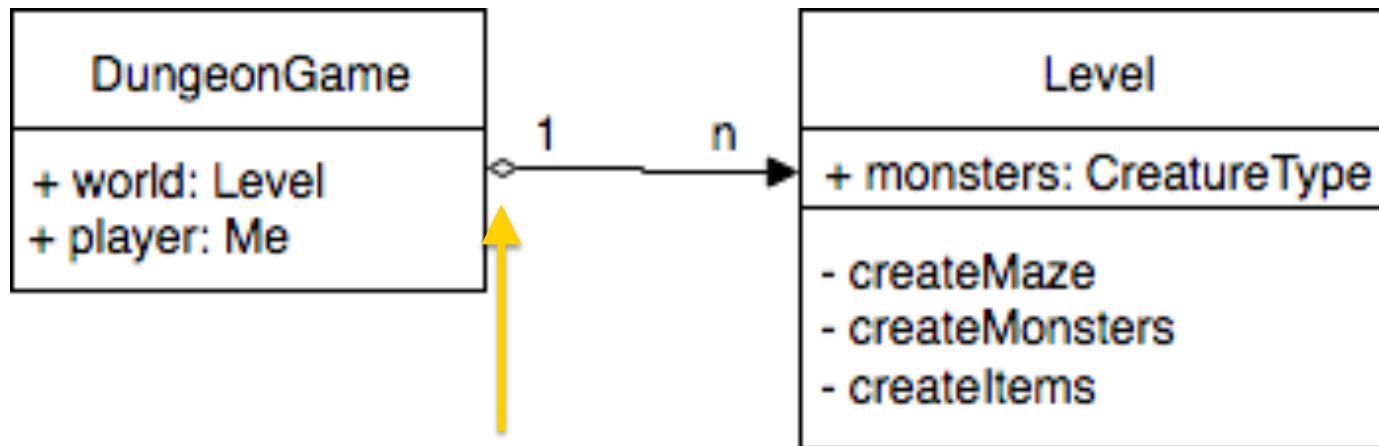 DungeonGame
+ world: Level
+ player: Me
1
n
Level
+ monsters: CreatureType
- createMaze
- createMonsters
- createItems